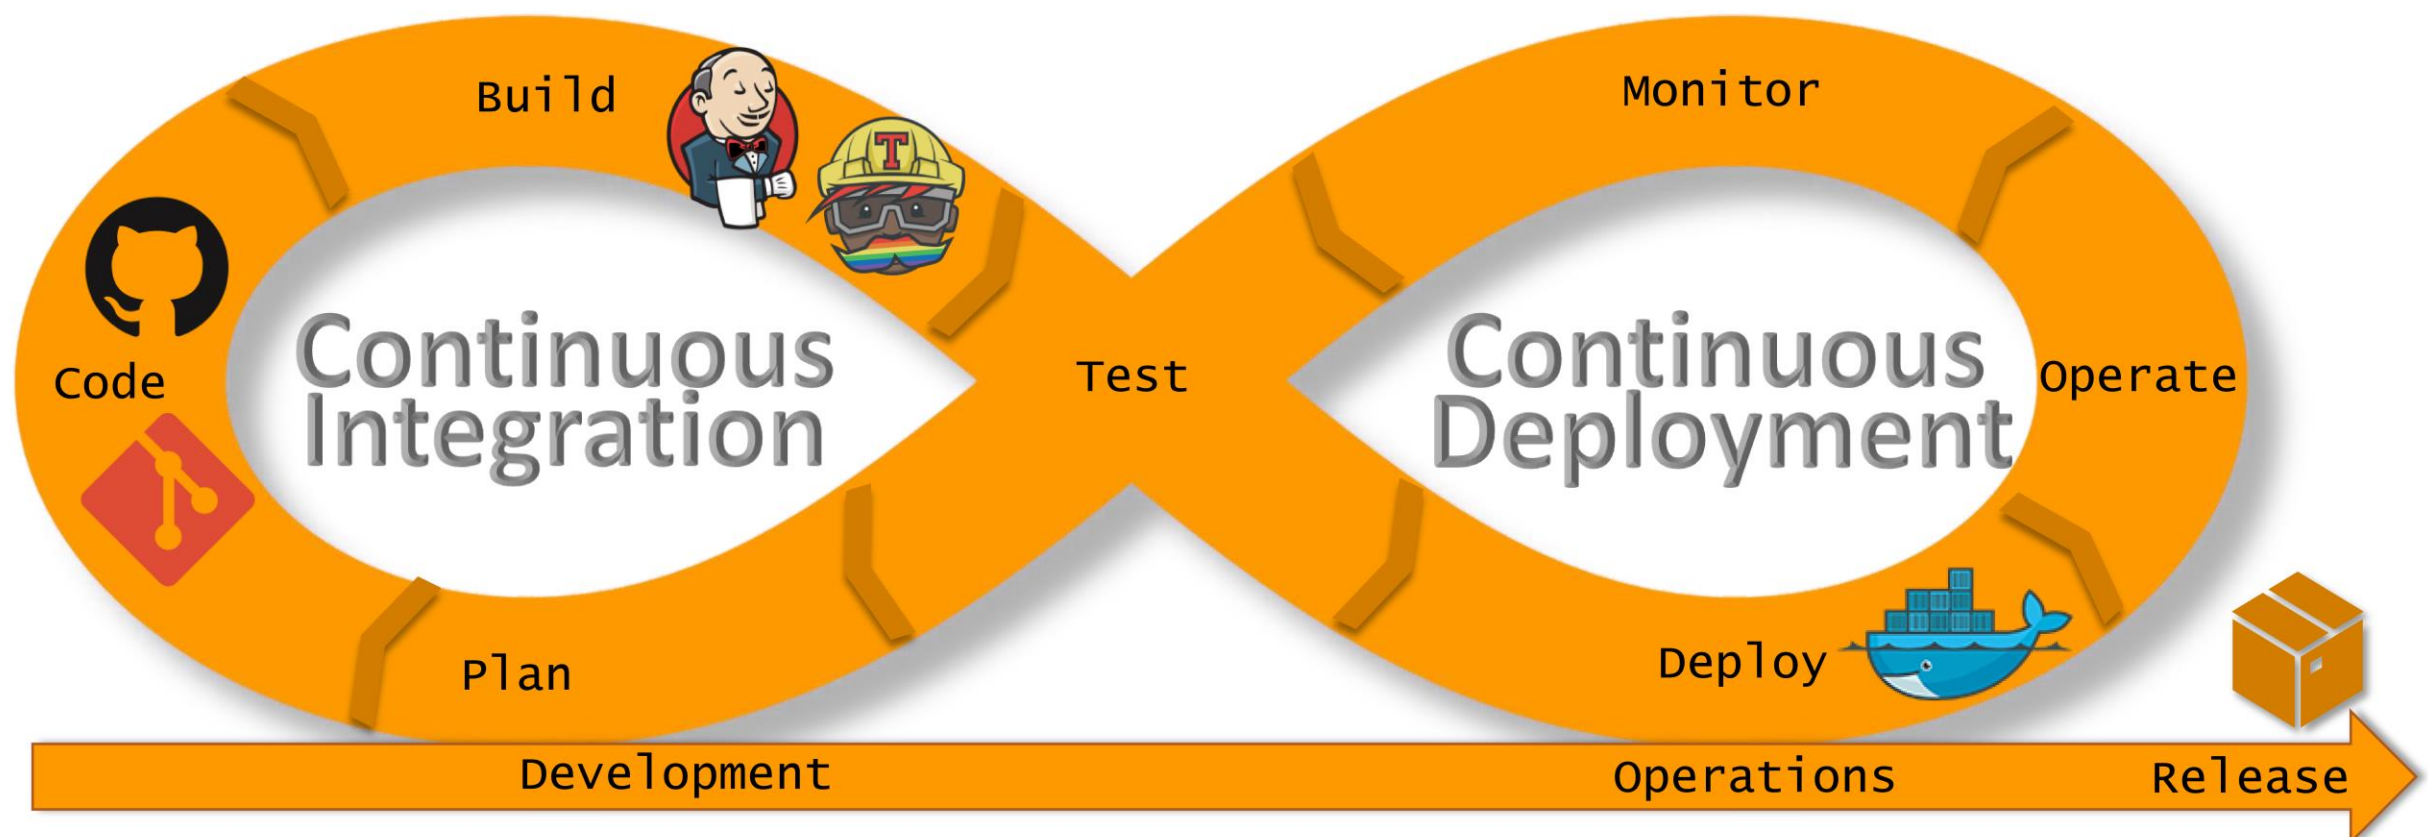 Build
Monitor
T
Continuous
Integration
Continuous
Deployment
Code
Test
Operate
Plan
Deploy
Development
Operations
Release